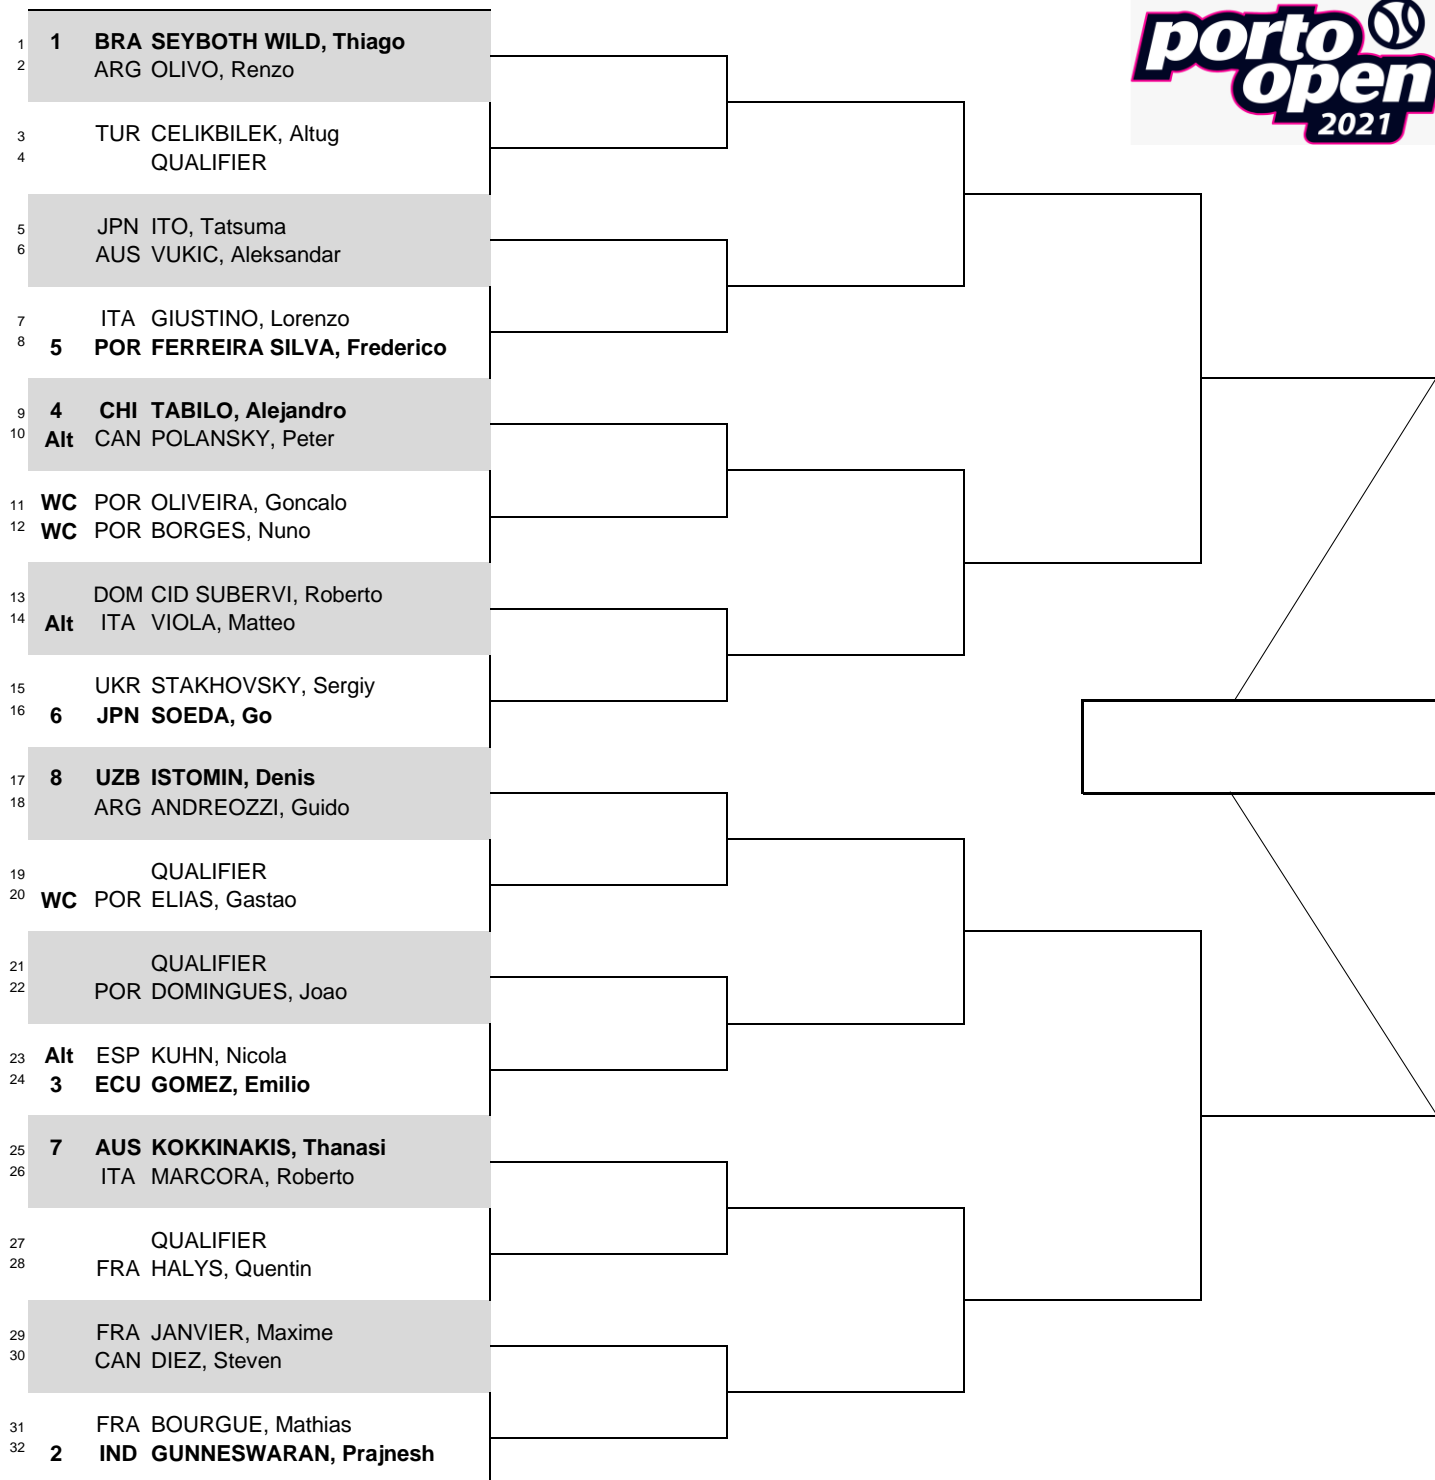 porto
open
2021
1 1 BRA SEYBOTH WILD, Thiago
2 ARG OLIVO, Renzo
3 TUR CELIKBILEK, Altug
4 QUALIFIER
5 JPN ITO, Tatsuma
6 AUS VUKIC, Aleksandar
7 ITA GIUSTINO, Lorenzo
8 5 POR FERREIRA SILVA, Frederico
9 4 CHI TABILO, Alejandro
10 Alt CAN POLANSKY, Peter
11 WC POR OLIVEIRA, Goncalo
12 WC POR BORGES, Nuno
13 DOM CID SUBERVI, Roberto
14 Alt ITA VIOLA, Matteo
15 UKR STAKHOVSKY, Sergiy
16 6 JPN SOEDA, Go
17 8 UZB ISTOMIN, Denis
18 ARG ANDREOZZI, Guido
19 QUALIFIER
20 WC POR ELIAS, Gastao
21 QUALIFIER
22 POR DOMINGUES, Joao
23 Alt ESP KUHN, Nicola
24 3 ECU GOMEZ, Emilio
25 7 AUS KOKKINAKIS, Thanasi
26 ITA MARCORA, Roberto
27 QUALIFIER
28 FRA HALYS, Quentin
29 FRA JANVIER, Maxime
30 CAN DIEZ, Steven
31 FRA BOURGUE, Mathias
32 2 IND GUNNESWARAN, Prajnesh